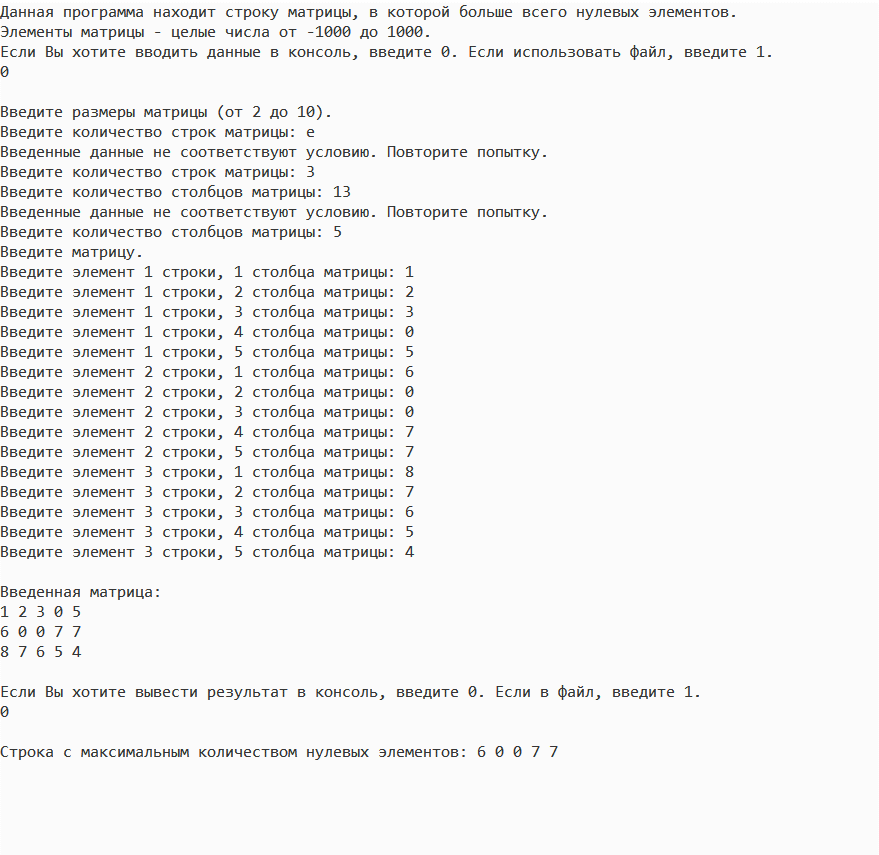 Данная программа находит строку матрицы, в которой больше всего нулевых элементов.
Элементы матрицы - целые числа от -1000 до 1000.
Если Вы хотите вводить данные в консоль, введите 0. Если использовать файл, введите 1.
0
Введите размеры матрицы (от 2 до 10).
Введите количество строк матрицы: e
Введенные данные не соответствуют условию. Повторите попытку.
Введите количество строк матрицы: 3
Введите количество столбцов матрицы: 13
Введенные данные не соответствуют условию. Повторите попытку.
Введите количество столбцов матрицы: 5
Введите матрицу.
Введите элемент 1 строки, 1 столбца матрицы: 1
Введите элемент 1 строки, 2 столбца матрицы: 2
Введите элемент 1 строки, 3 столбца матрицы: 3
Введите элемент 1 строки, 4 столбца матрицы: 0
Введите элемент 1 строки, 5 столбца матрицы: 5
Введите элемент 2 строки, 1 столбца матрицы: 6
Введите элемент 2 строки, 2 столбца матрицы: 0
Введите элемент 2 строки, 3 столбца матрицы: 0
Введите элемент 2 строки, 4 столбца матрицы: 7
Введите элемент 2 строки, 5 столбца матрицы: 7
Введите элемент 3 строки, 1 столбца матрицы: 8
Введите элемент 3 строки, 2 столбца матрицы: 7
Введите элемент 3 строки, 3 столбца матрицы: 6
Введите элемент 3 строки, 4 столбца матрицы: 5
Введите элемент 3 строки, 5 столбца матрицы: 4
Введенная матрица:
1 2 3 0 5
6 0 0 7 7
8 7 6 5 4
Если Вы хотите вывести результат в консоль, введите 0. Если в файл, введите 1.
0
Строка с максимальным количеством нулевых элементов: 6 0 0 7 7